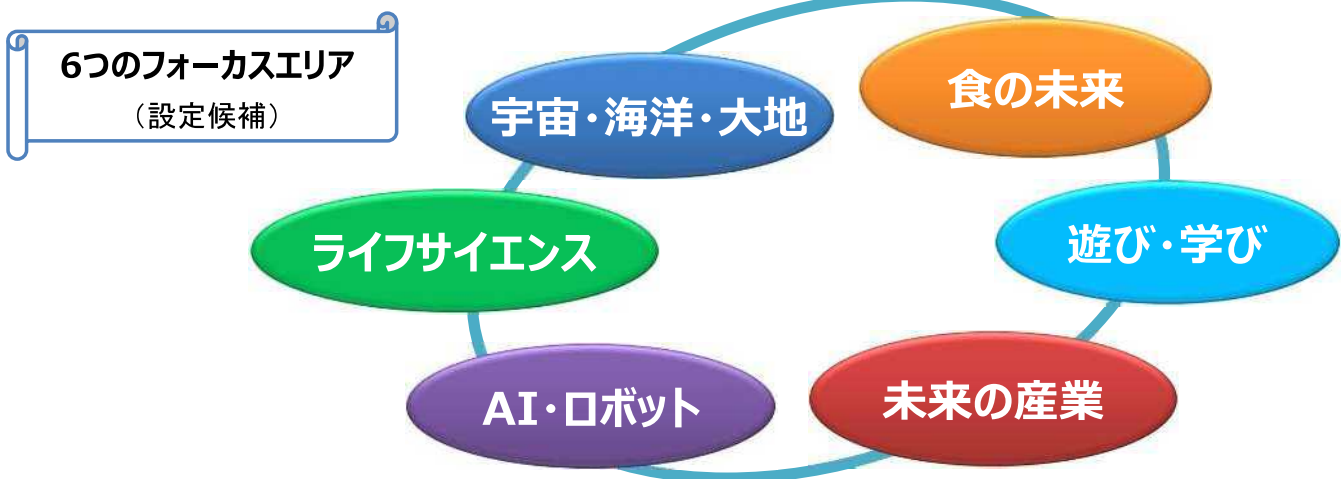 6つのフォーカスエリア
（設定候補）
宇宙・海洋・大地
食の未来
ライフサイエンス
遊び・学び
AI・ロボット
未来の産業